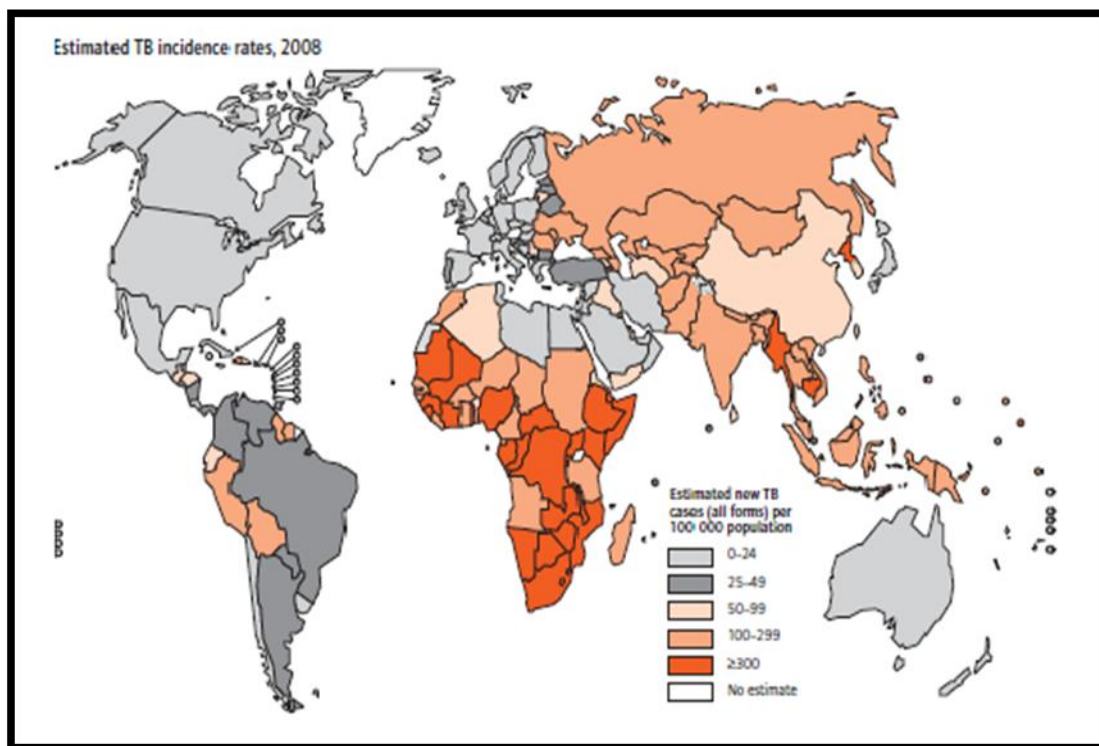 Estimated TB incidence rates, 2008
Estimated new TB
cases (all forms) per
100 000 population
0–24
25–49
50–99
100–299
≥300
No estimate